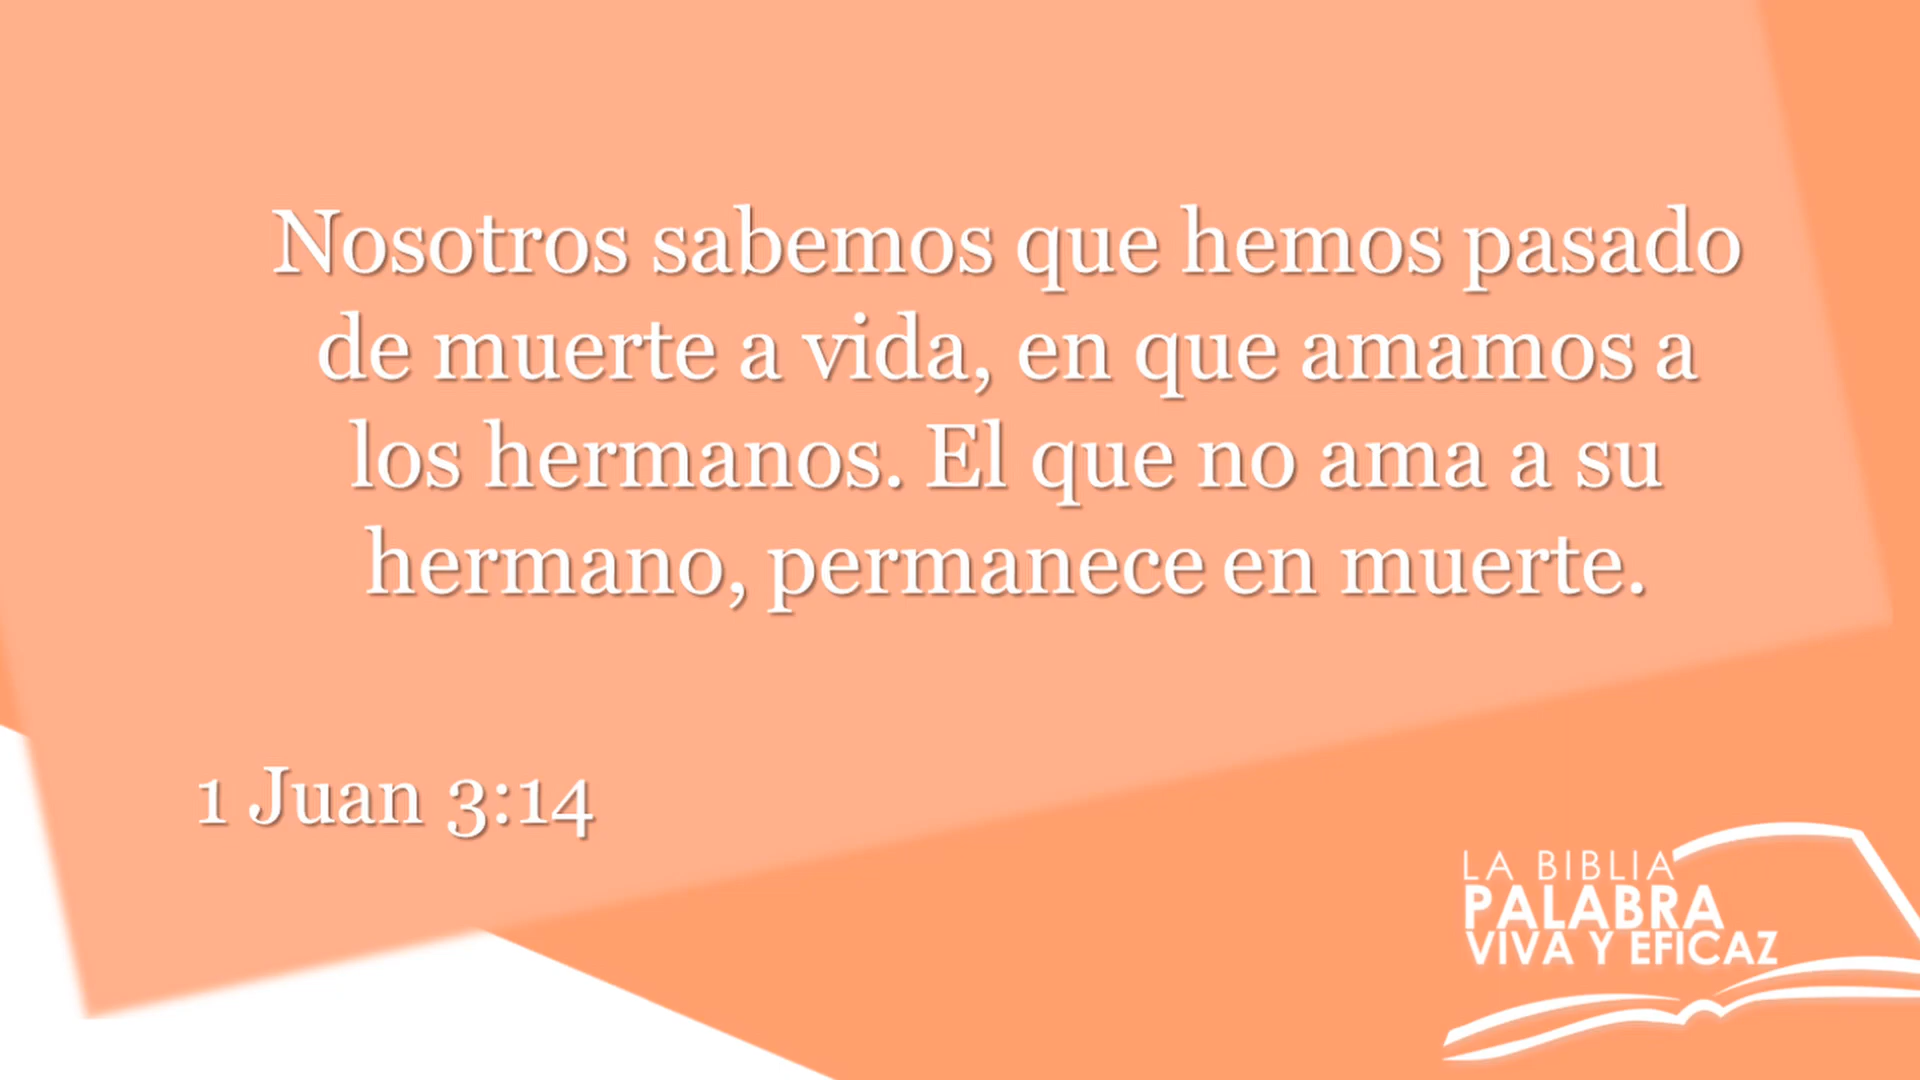 Nosotros sabemos que hemos pasado
de muerte a vida, en que amamos a
los hermanos. El que no ama a su
hermano, permanece en muerte.
1 Juan 3:14
LA BIBLIA
PALABRA
VIVA Y EFICAZ